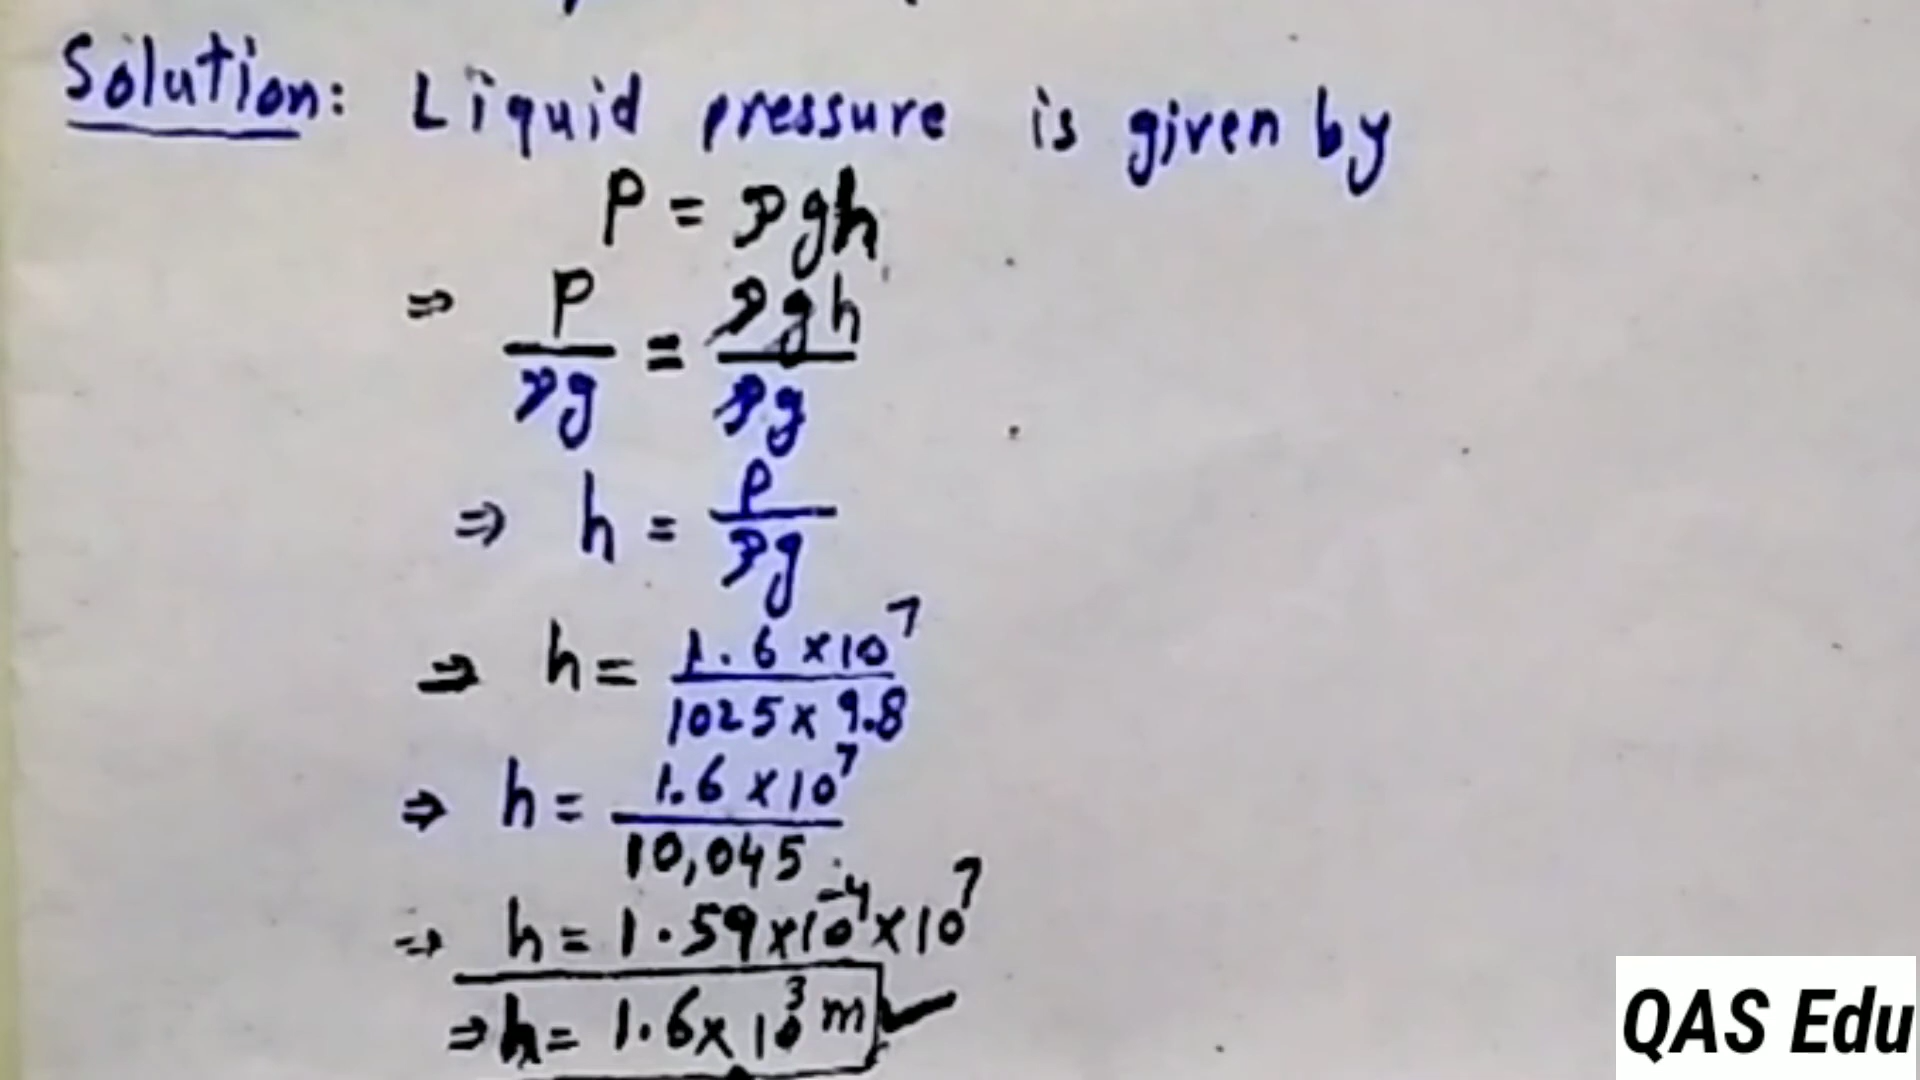 Solution: Liquid pressure is given by
P = ρgh
⇒ P/ρg = ρgh/ρg
⇒ h = P/ρg
⇒ h = 1.6 × 10⁷/1025 × 9.8
⇒ h = 1.6 × 10⁷/10,045
⇒ h = 1.59 × 10⁻⁴ × 10⁷
⇒ h = 1.6 × 10³ m
QAS Edu